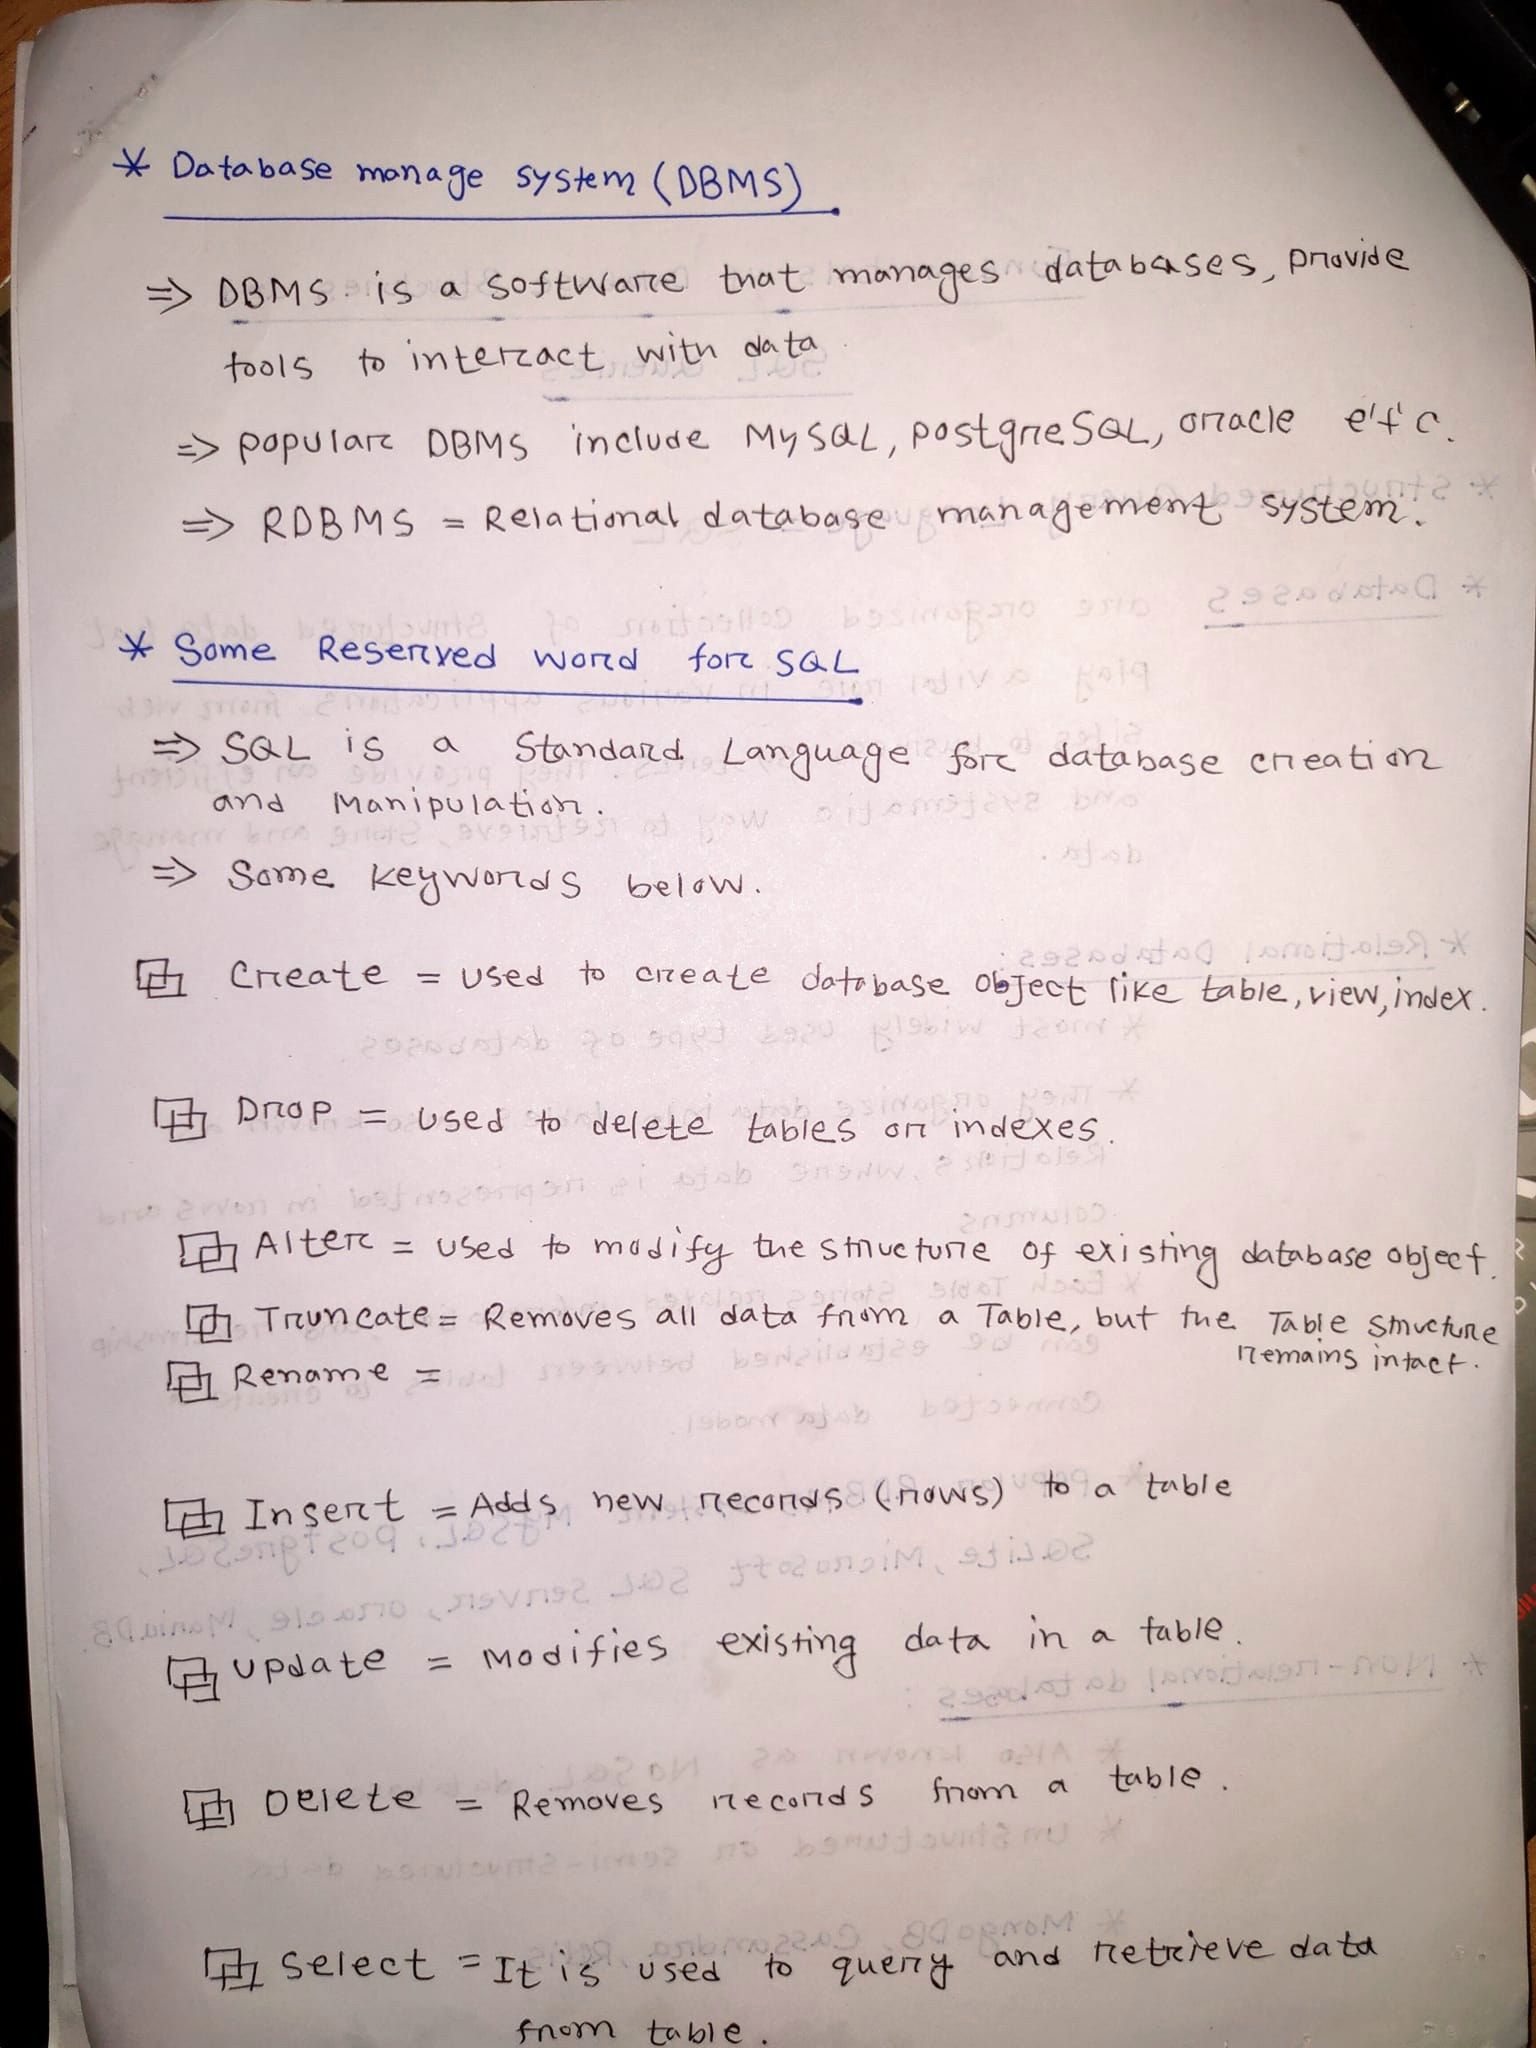 * Database manage system (DBMS)
⇒ DBMS is a software that manages databases, provide
tools to interact with data
⇒ popular DBMS include MySQL, postgreSQL, oracle etc.
⇒ RDBMS = Relational database management system.
* Some Reserved word for SQL
⇒ SQL is a Standard Language for database creation
and Manipulation.
⇒ Some keywords below.
Create = used to create database object like table, view, index.
Drop = used to delete tables or indexes.
Alter = used to modify the structure of existing database object.
Truncate = Removes all data from a Table, but the Table structure
remains intact.
Rename =
Insert = Adds new records (rows) to a table
update = Modifies existing data in a table.
Delete = Removes records from a table.
Select = It is used to query and retrieve data
from table.